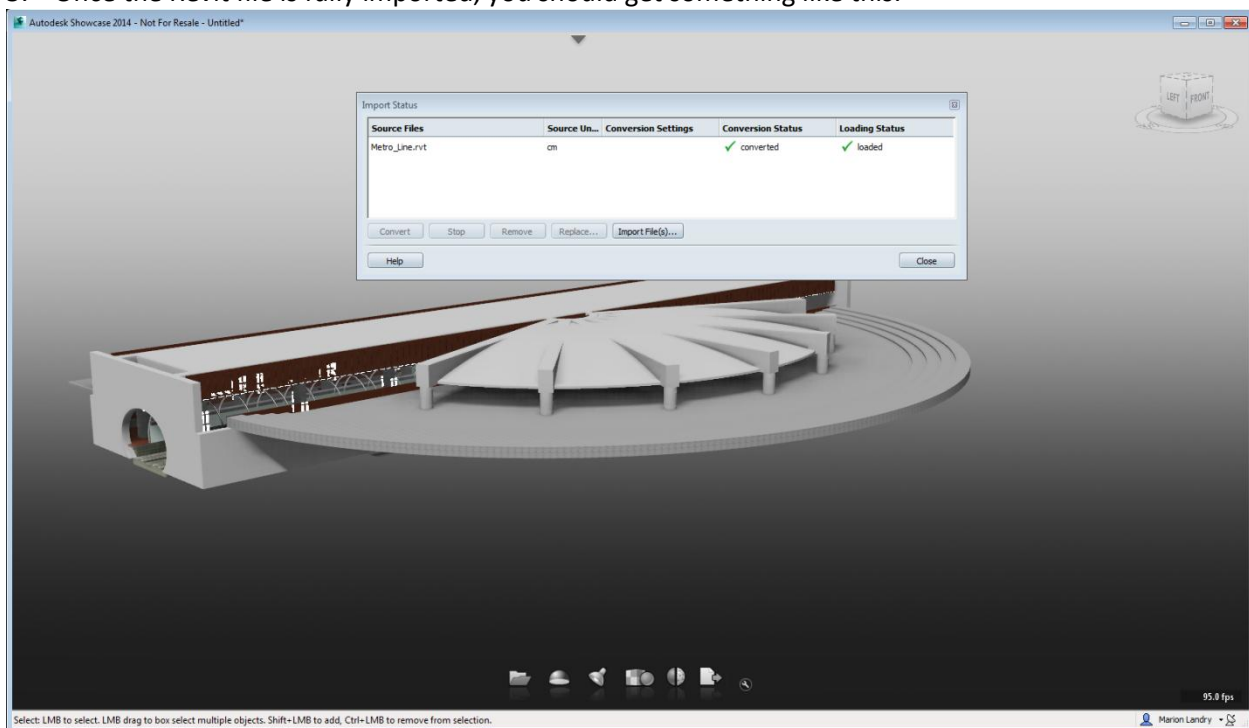 Once the Revit file is fully imported, you should get something like this:
Autodesk Showcase 2014 - Not For Resale - Untitled*
LEFT FRONT
Import Status
Source Files Source Un... Conversion Settings Conversion Status Loading Status
Metro_Line.rvt cm converted loaded
Convert Stop Remove Replace... Import File(s)...
Help Close
95.0 fps
Select: LMB to select. LMB drag to box select multiple objects. Shift+LMB to add, Ctrl+LMB to remove from selection. Marion Landry